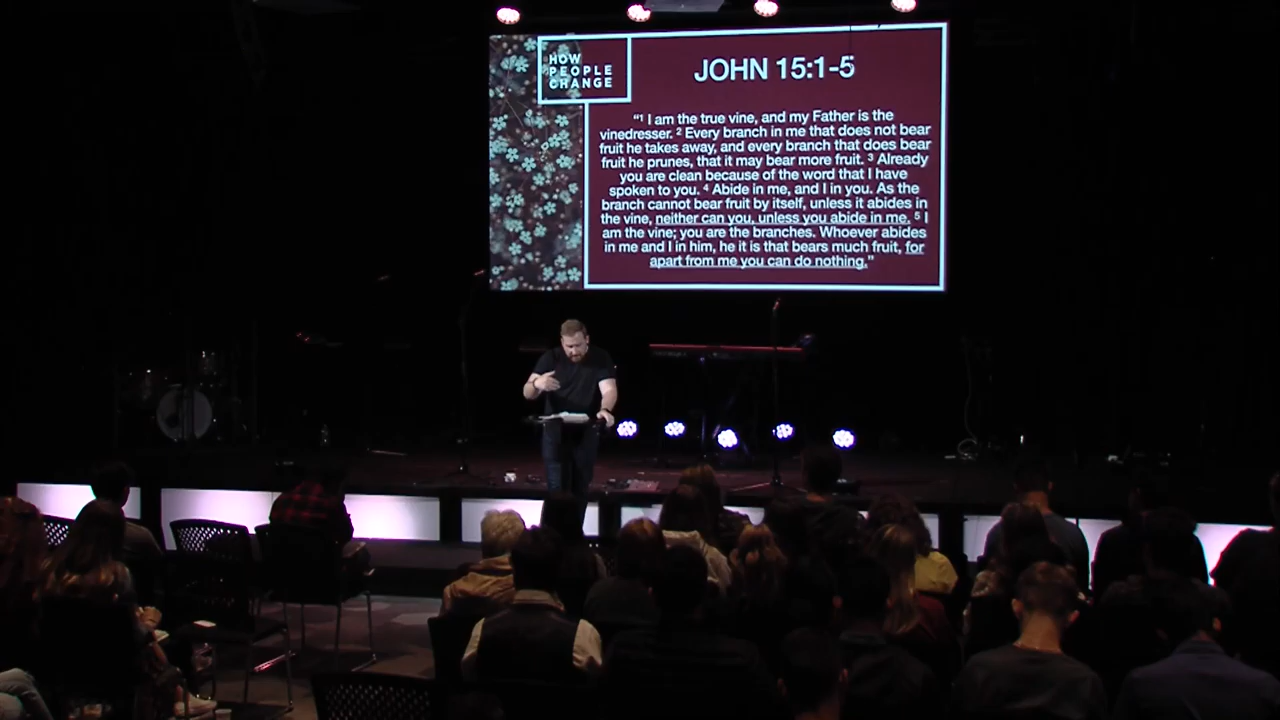 HOW
PEOPLE
CHANGE
JOHN 15:1-5
“¹ I am the true vine, and my Father is the
vinedresser. ² Every branch in me that does not bear
fruit he takes away, and every branch that does bear
fruit he prunes, that it may bear more fruit. ³ Already
you are clean because of the word that I have
spoken to you. ⁴ Abide in me, and I in you. As the
branch cannot bear fruit by itself, unless it abides in
the vine, neither can you, unless you abide in me. ⁵ I
am the vine; you are the branches. Whoever abides
in me and I in him, he it is that bears much fruit, for
apart from me you can do nothing.”